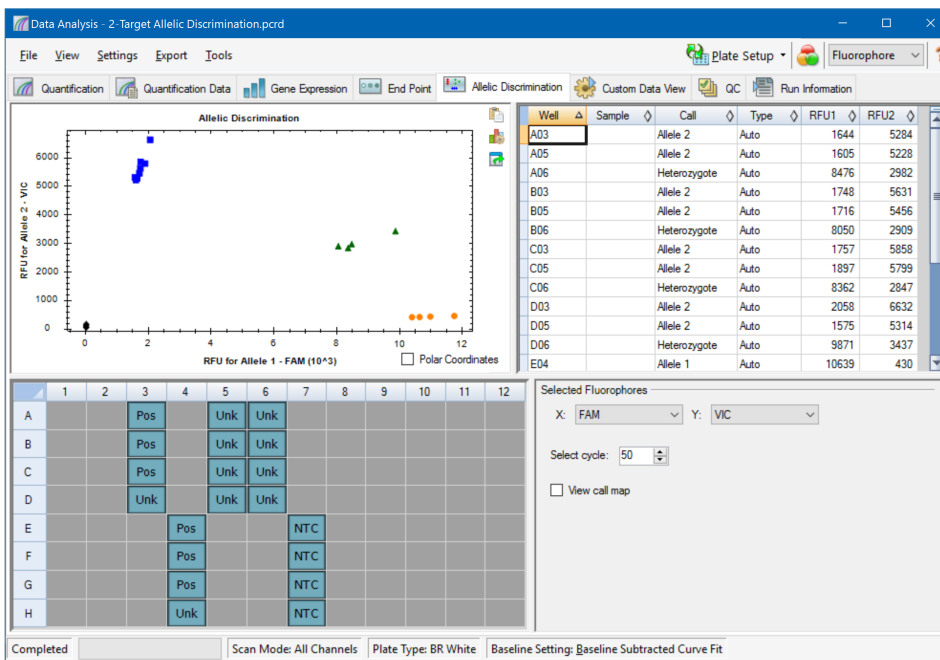 Data Analysis - 2-Target Allelic Discrimination.pcrd
File View Settings Export Tools Plate Setup Fluorophore
Quantification Quantification Data Gene Expression End Point Allelic Discrimination Custom Data View QC Run Information
Allelic Discrimination
RFU for Allele 2 - VIC
6000
5000
4000
3000
2000
1000
0
0 2 4 6 8 10 12
RFU for Allele 1 - FAM (10^3)
Polar Coordinates
Well Sample Call Type RFU1 RFU2
A03 Allele 2 Auto 1644 5284
A05 Allele 2 Auto 1605 5228
A06 Heterozygote Auto 8476 2982
B03 Allele 2 Auto 1748 5631
B05 Allele 2 Auto 1716 5456
B06 Heterozygote Auto 8050 2909
C03 Allele 2 Auto 1757 5858
C05 Allele 2 Auto 1897 5799
C06 Heterozygote Auto 8362 2847
D03 Allele 2 Auto 2058 6632
D05 Allele 2 Auto 1575 5314
D06 Heterozygote Auto 9871 3437
E04 Allele 1 Auto 10639 430
1 2 3 4 5 6 7 8 9 10 11 12
A Pos Unk Unk
B Pos Unk Unk
C Pos Unk Unk
D Unk Unk Unk
E Pos NTC
F Pos NTC
G Pos NTC
H Unk NTC
Selected Fluorophores
X: FAM Y: VIC
Select cycle: 50
View call map
Completed Scan Mode: All Channels Plate Type: BR White Baseline Setting: Baseline Subtracted Curve Fit